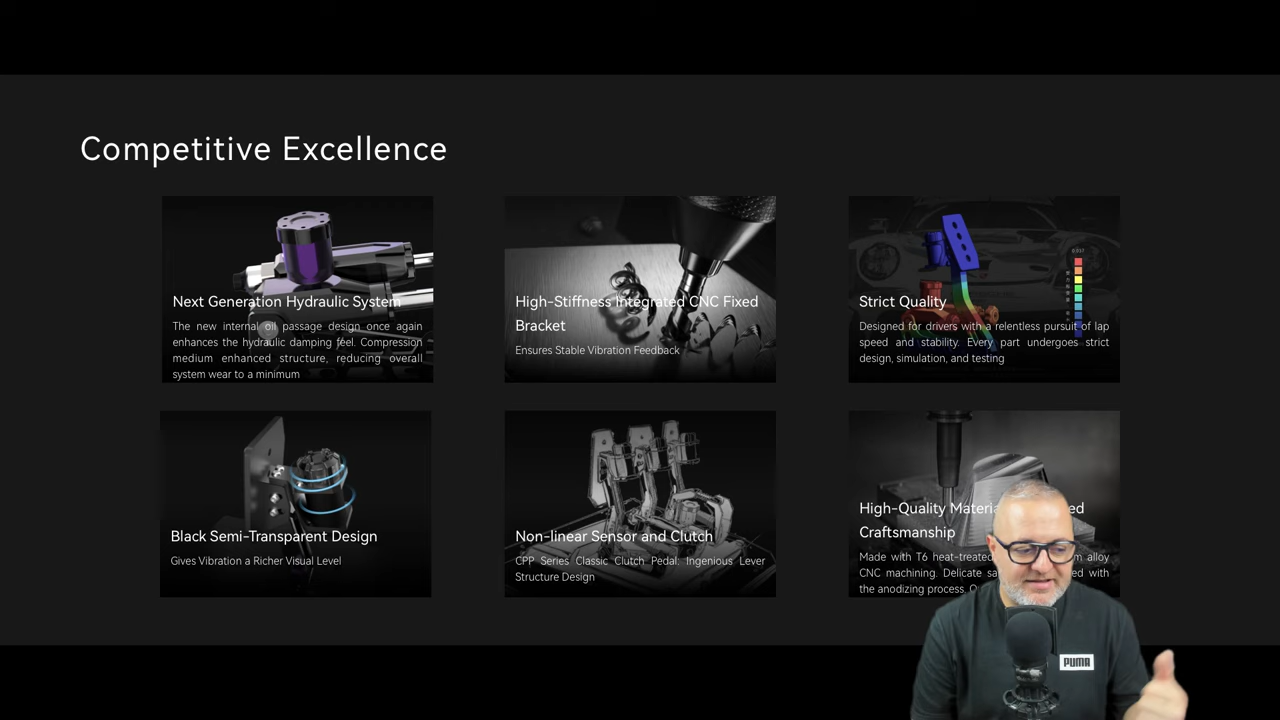 Competitive Excellence
Next Generation Hydraulic System
The new internal oil passage design once again
enhances the hydraulic damping feel. Compression
medium enhanced structure, reducing overall
system wear to a minimum
High-Stiffness Integrated CNC Fixed
Bracket
Ensures Stable Vibration Feedback
Strict Quality
Designed for drivers with a relentless pursuit of lap
speed and stability. Every part undergoes strict
design, simulation, and testing
Black Semi-Transparent Design
Gives Vibration a Richer Visual Level
Non-linear Sensor and Clutch
CPP Series Classic Clutch Pedal: Ingenious Lever
Structure Design
High-Quality
Craftsmanship
Made with T6 heat-treated alloy
CNC machining. Delicate with
the anodizing process.
PUMA